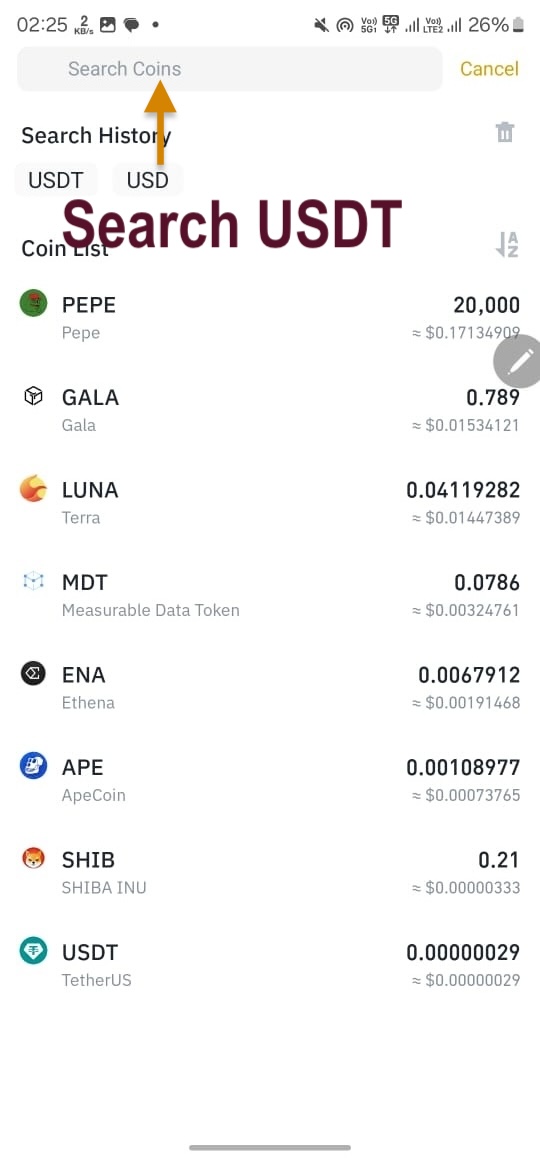 02:25 2 KB/s Vo)) 5G1 5G Vo)) LTE2 26%
Search Coins Cancel
Search History
USDT USD
Search USDT
Coin List A Z
PEPE 20,000
Pepe ≈ $0.17134909
GALA 0.789
Gala ≈ $0.01534121
LUNA 0.04119282
Terra ≈ $0.01447389
MDT 0.0786
Measurable Data Token ≈ $0.00324761
ENA 0.0067912
Ethena ≈ $0.00191468
APE 0.00108977
ApeCoin ≈ $0.00073765
SHIB 0.21
SHIBA INU ≈ $0.00000333
USDT 0.00000029
TetherUS ≈ $0.00000029